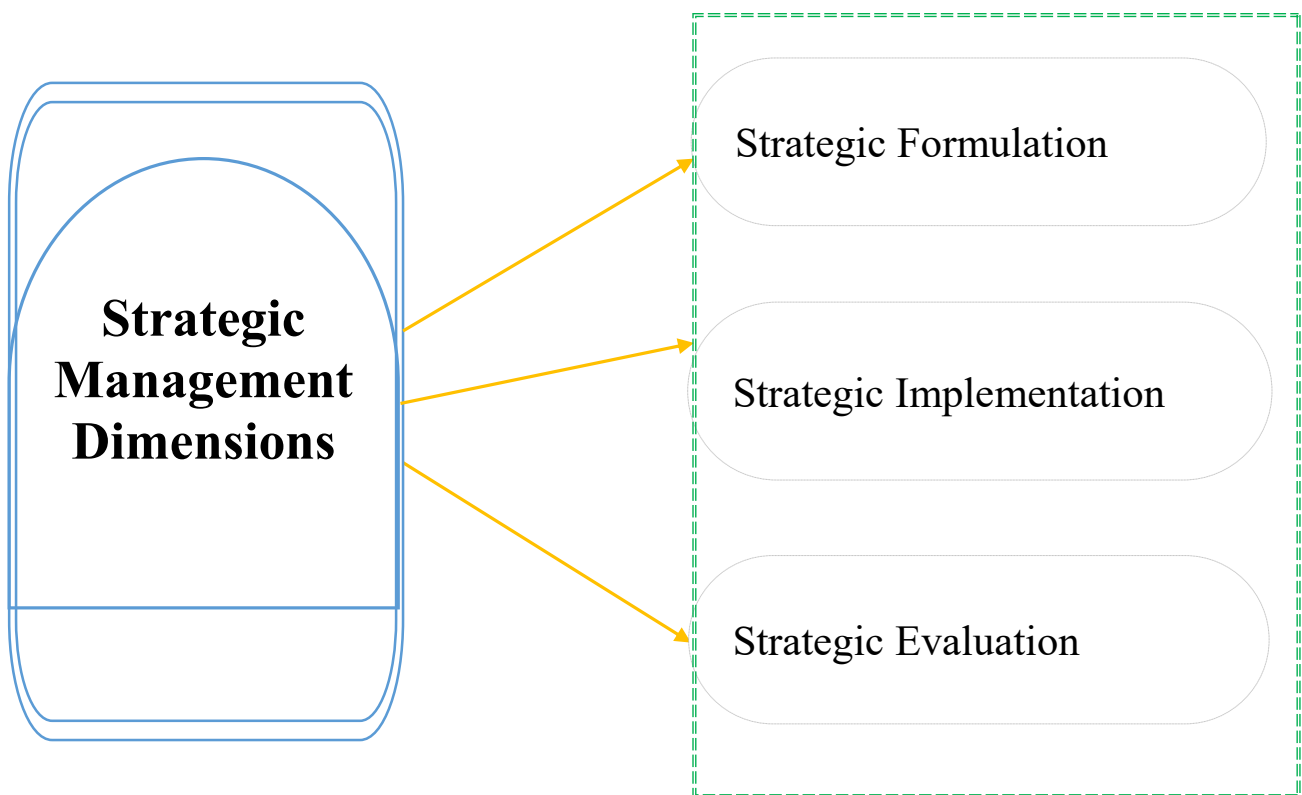 Strategic
Management
Dimensions
Strategic Formulation
Strategic Implementation
Strategic Evaluation